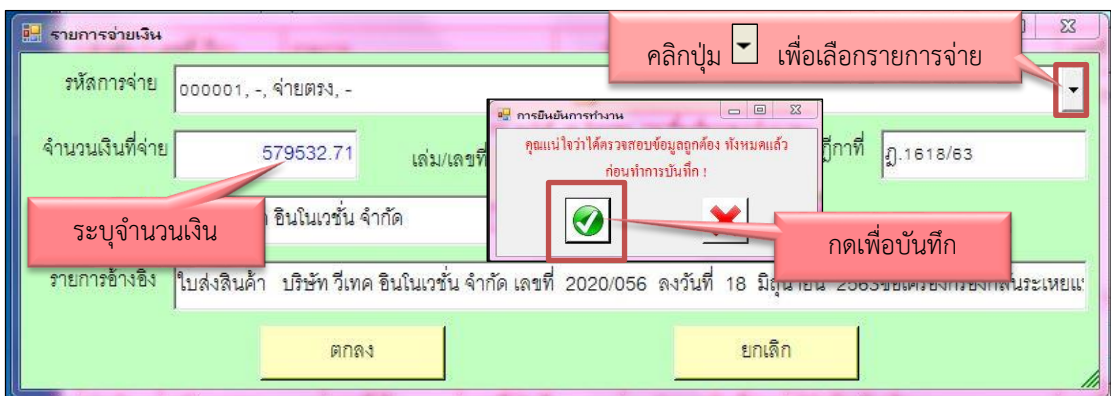 รายการจ่ายเงิน
คลิกปุ่ม เพื่อเลือกรายการจ่าย
รหัสการจ่าย 000001, -, จ่ายตรง, -
การยืนยันการทำงาน
คุณแน่ใจว่าได้ตรวจสอบข้อมูลถูกต้อง ทั้งหมดแล้ว
ก่อนทำการบันทึก !
จำนวนเงินที่จ่าย 579532.71 เล่ม/เลขที่ ฎีกาที่ ฎ.1618/63
ระบุจำนวนเงิน
อินโนเวชั่น จำกัด
กดเพื่อบันทึก
รายการอ้างอิง ใบส่งสินค้า บริษัท วีเทค อินโนเวชั่น จำกัด เลขที่ 2020/056 ลงวันที่ 18 มิถุนายน 2563
ตกลง ยกเลิก